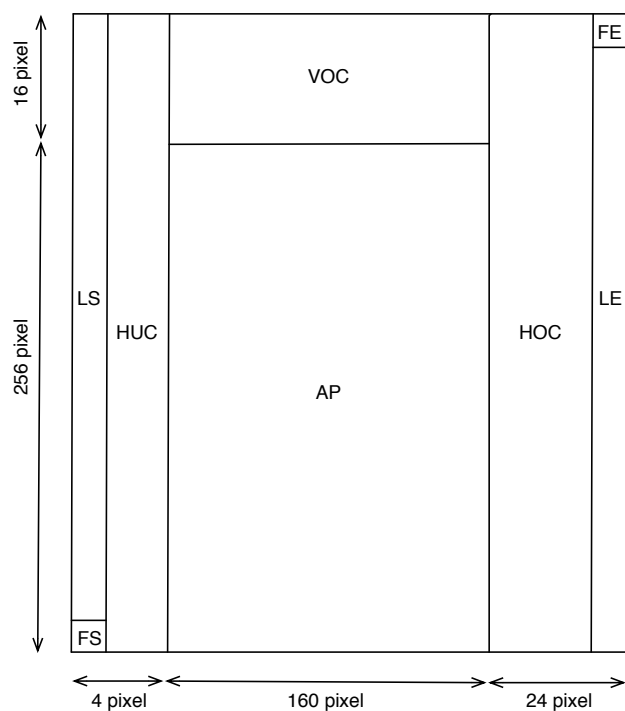 FE
VOC
16 pixel
LS
LE
HUC
HOC
256 pixel
AP
FS
4 pixel
160 pixel
24 pixel